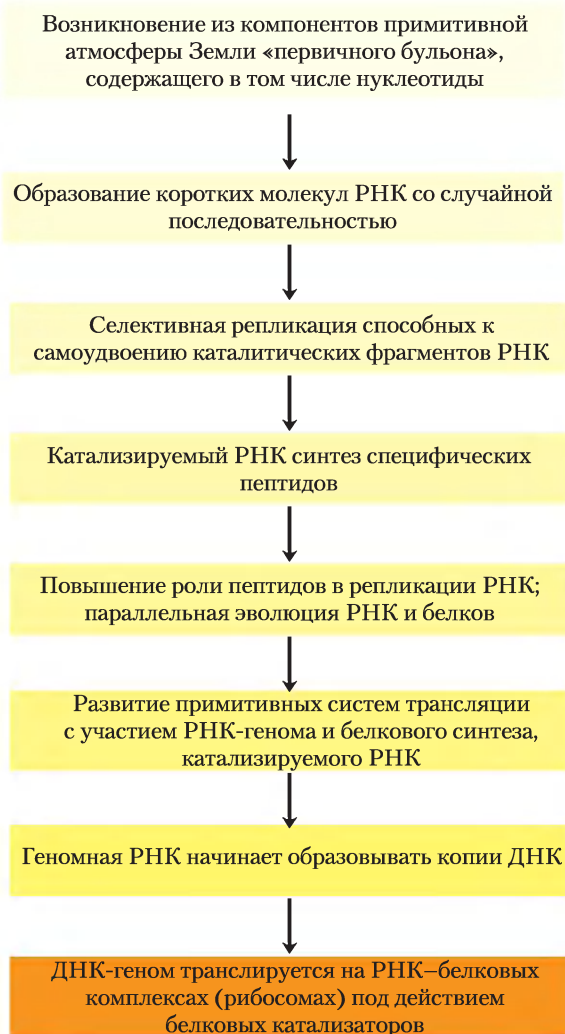 Возникновение из компонентов примитивной
атмосферы Земли «первичного бульона»,
содержащего в том числе нуклеотиды
Образование коротких молекул РНК со случайной
последовательностью
Селективная репликация способных к
самоудвоению каталитических фрагментов РНК
Катализируемый РНК синтез специфических
пептидов
Повышение роли пептидов в репликации РНК;
параллельная эволюция РНК и белков
Развитие примитивных систем трансляции
с участием РНК-генома и белкового синтеза,
катализируемого РНК
Геномная РНК начинает образовывать копии ДНК
ДНК-геном транслируется на РНК–белковых
комплексах (рибосомах) под действием
белковых катализаторов